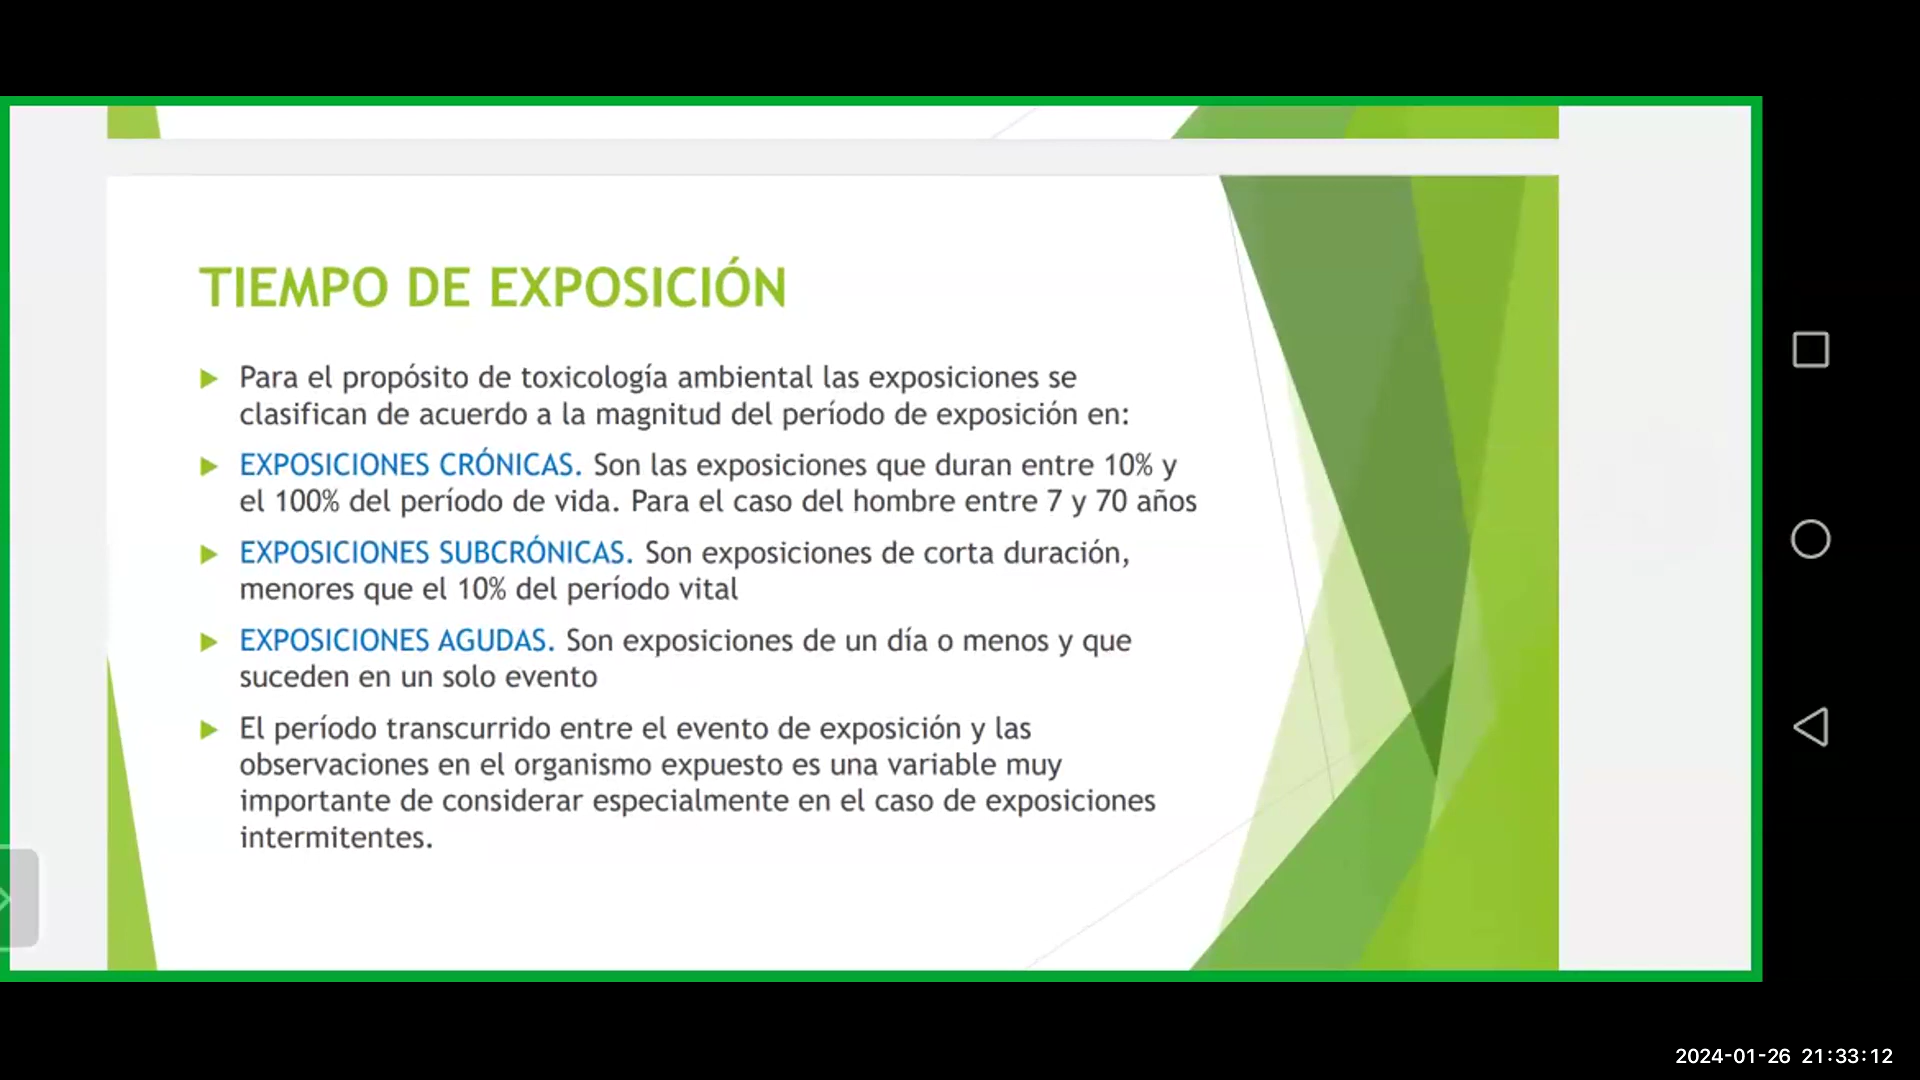 TIEMPO DE EXPOSICIÓN
Para el propósito de toxicología ambiental las exposiciones se
clasifican de acuerdo a la magnitud del período de exposición en:
EXPOSICIONES CRÓNICAS. Son las exposiciones que duran entre 10% y
el 100% del período de vida. Para el caso del hombre entre 7 y 70 años
EXPOSICIONES SUBCRÓNICAS. Son exposiciones de corta duración,
menores que el 10% del período vital
EXPOSICIONES AGUDAS. Son exposiciones de un día o menos y que
suceden en un solo evento
El período transcurrido entre el evento de exposición y las
observaciones en el organismo expuesto es una variable muy
importante de considerar especialmente en el caso de exposiciones
intermitentes.
2024-01-26 21:33:12